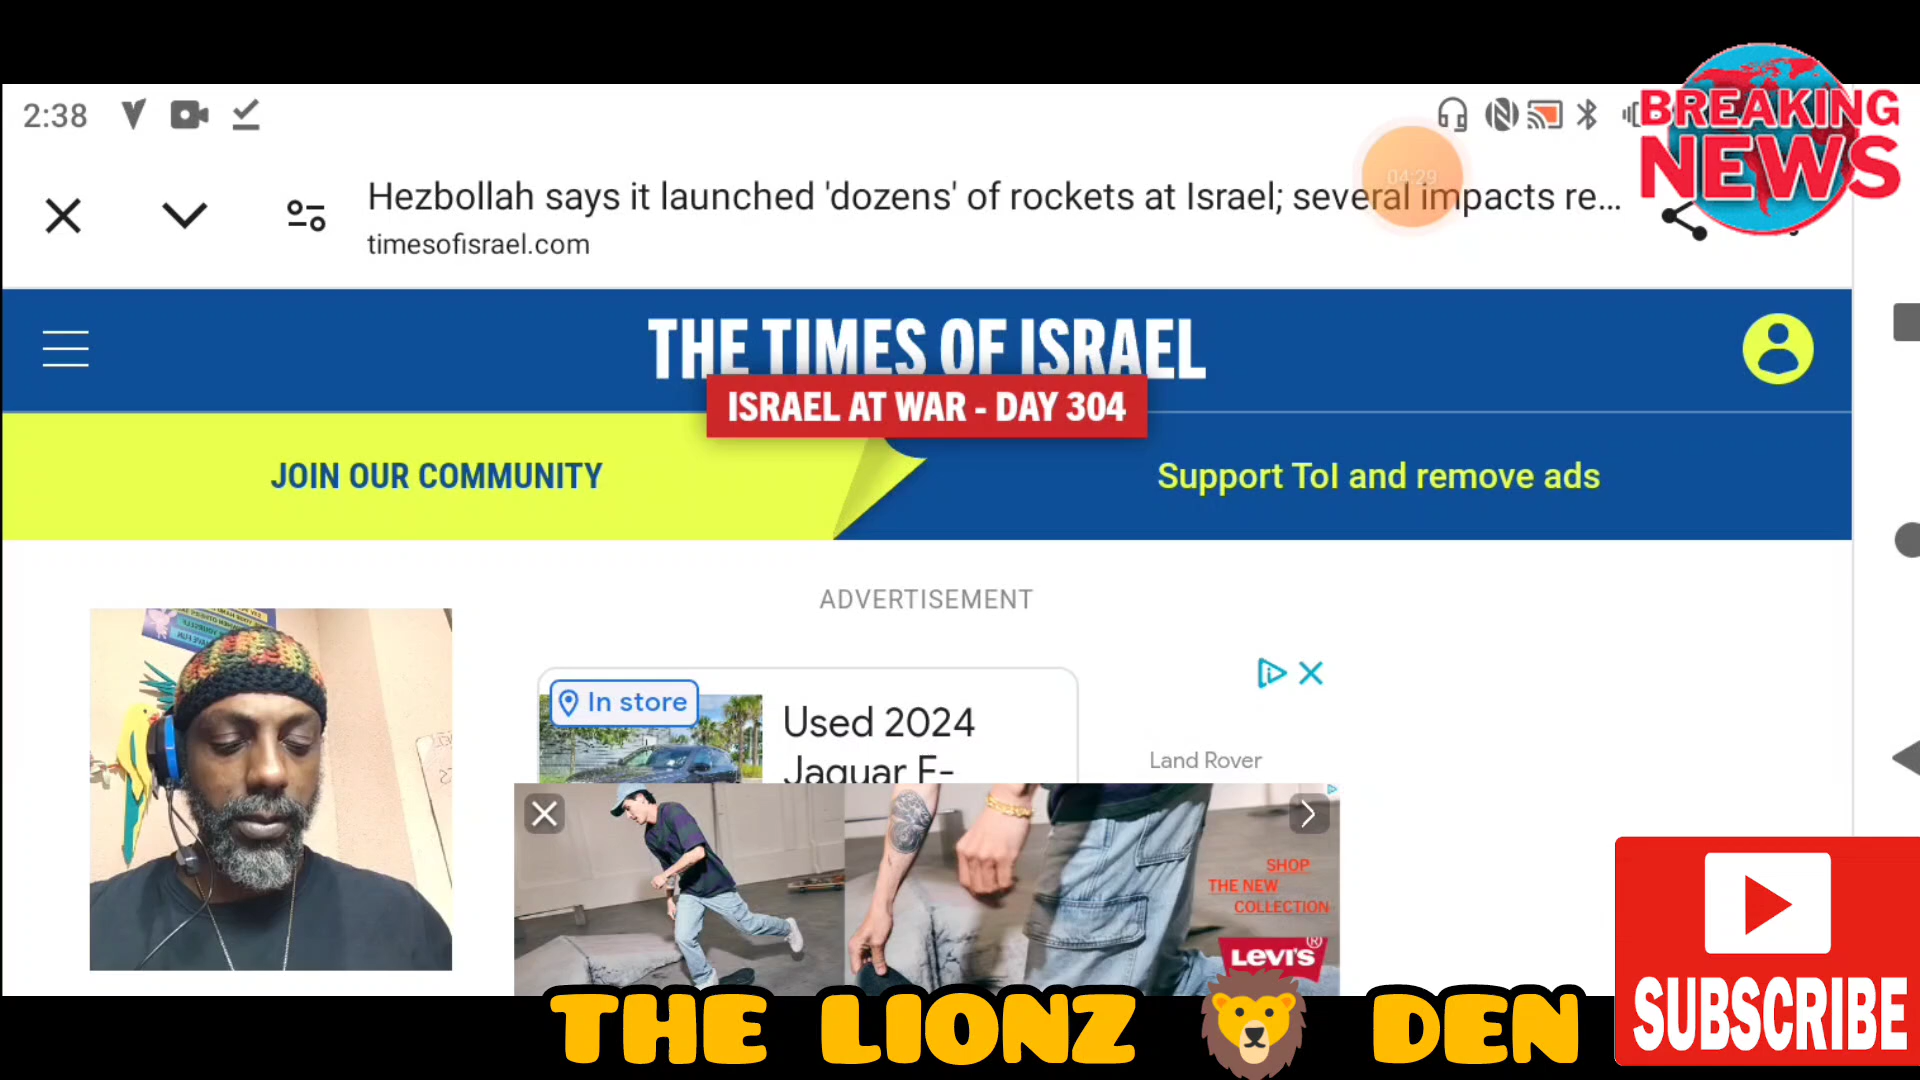 2:38
BREAKING
NEWS
04:29
Hezbollah says it launched 'dozens' of rockets at Israel; several impacts re...
timesofisrael.com
THE TIMES OF ISRAEL
ISRAEL AT WAR - DAY 304
JOIN OUR COMMUNITY
Support ToI and remove ads
ADVERTISEMENT
In store
Used 2024
Jaguar F-
Land Rover
SHOP
THE NEW
COLLECTION
LEVI'S®
SUBSCRIBE
THE LIONZ DEN